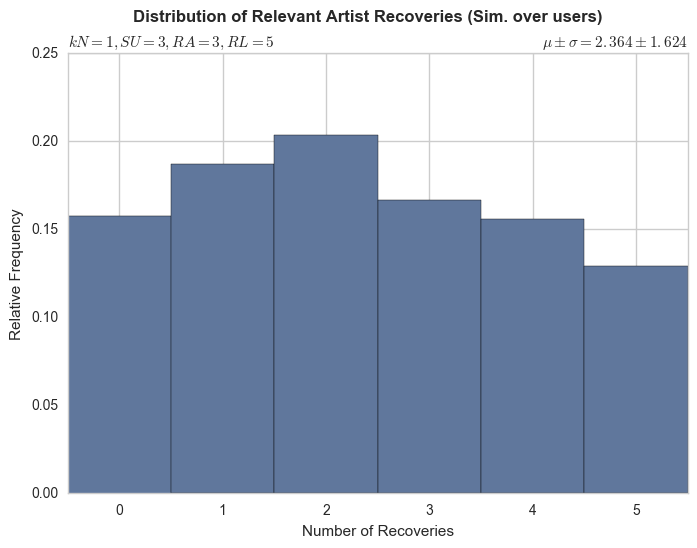 Distribution of Relevant Artist Recoveries (Sim. over users)
kN = 1, SU = 3, RA = 3, RL = 5
μ ± σ = 2.364 ± 1.624
0.25
0.20
0.15
0.10
0.05
0.00
Relative Frequency
0 1 2 3 4 5
Number of Recoveries